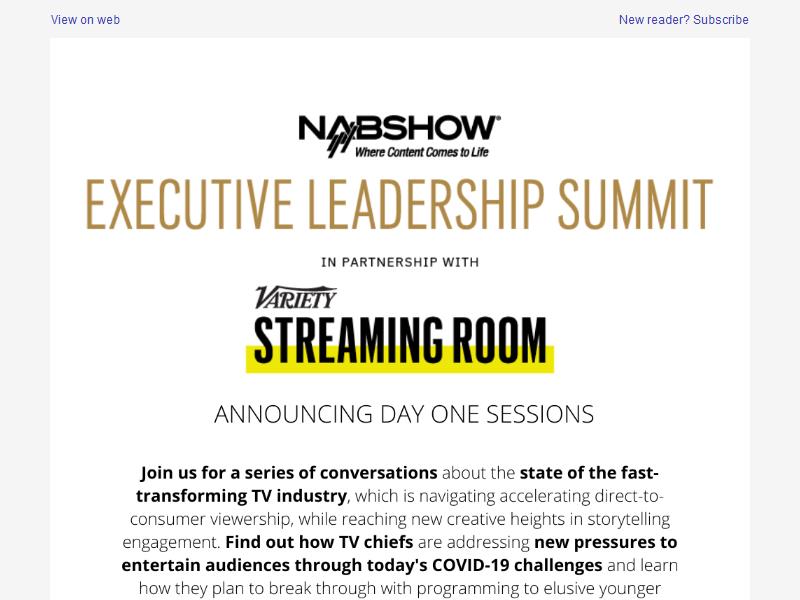 View on web
New reader? Subscribe
NABSHOW®
Where Content Comes to Life
EXECUTIVE LEADERSHIP SUMMIT
IN PARTNERSHIP WITH
VARIETY
STREAMING ROOM
ANNOUNCING DAY ONE SESSIONS
Join us for a series of conversations about the state of the fast-
transforming TV industry, which is navigating accelerating direct-to-
consumer viewership, while reaching new creative heights in storytelling
engagement. Find out how TV chiefs are addressing new pressures to
entertain audiences through today's COVID-19 challenges and learn
how they plan to break through with programming to elusive younger